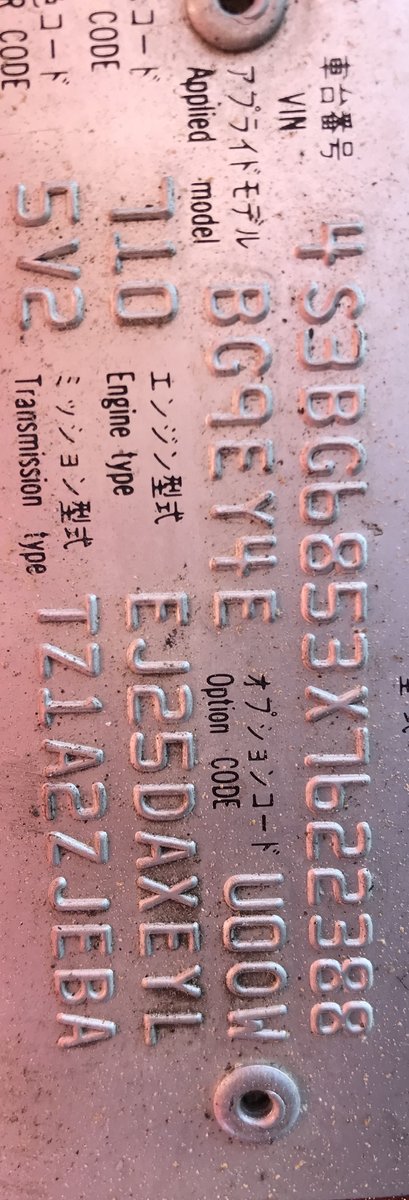 車台番号 4S3BG6853X7622388
VIN
アプライドモデル BG9EY4E オプションコード U00W
Applied model Option CODE
コード 710 エンジン型式 EJ25DAXEYL
CODE Engine type
コード 5V2 ミッション型式 TZ1A2ZJEBA
R CODE Transmission type